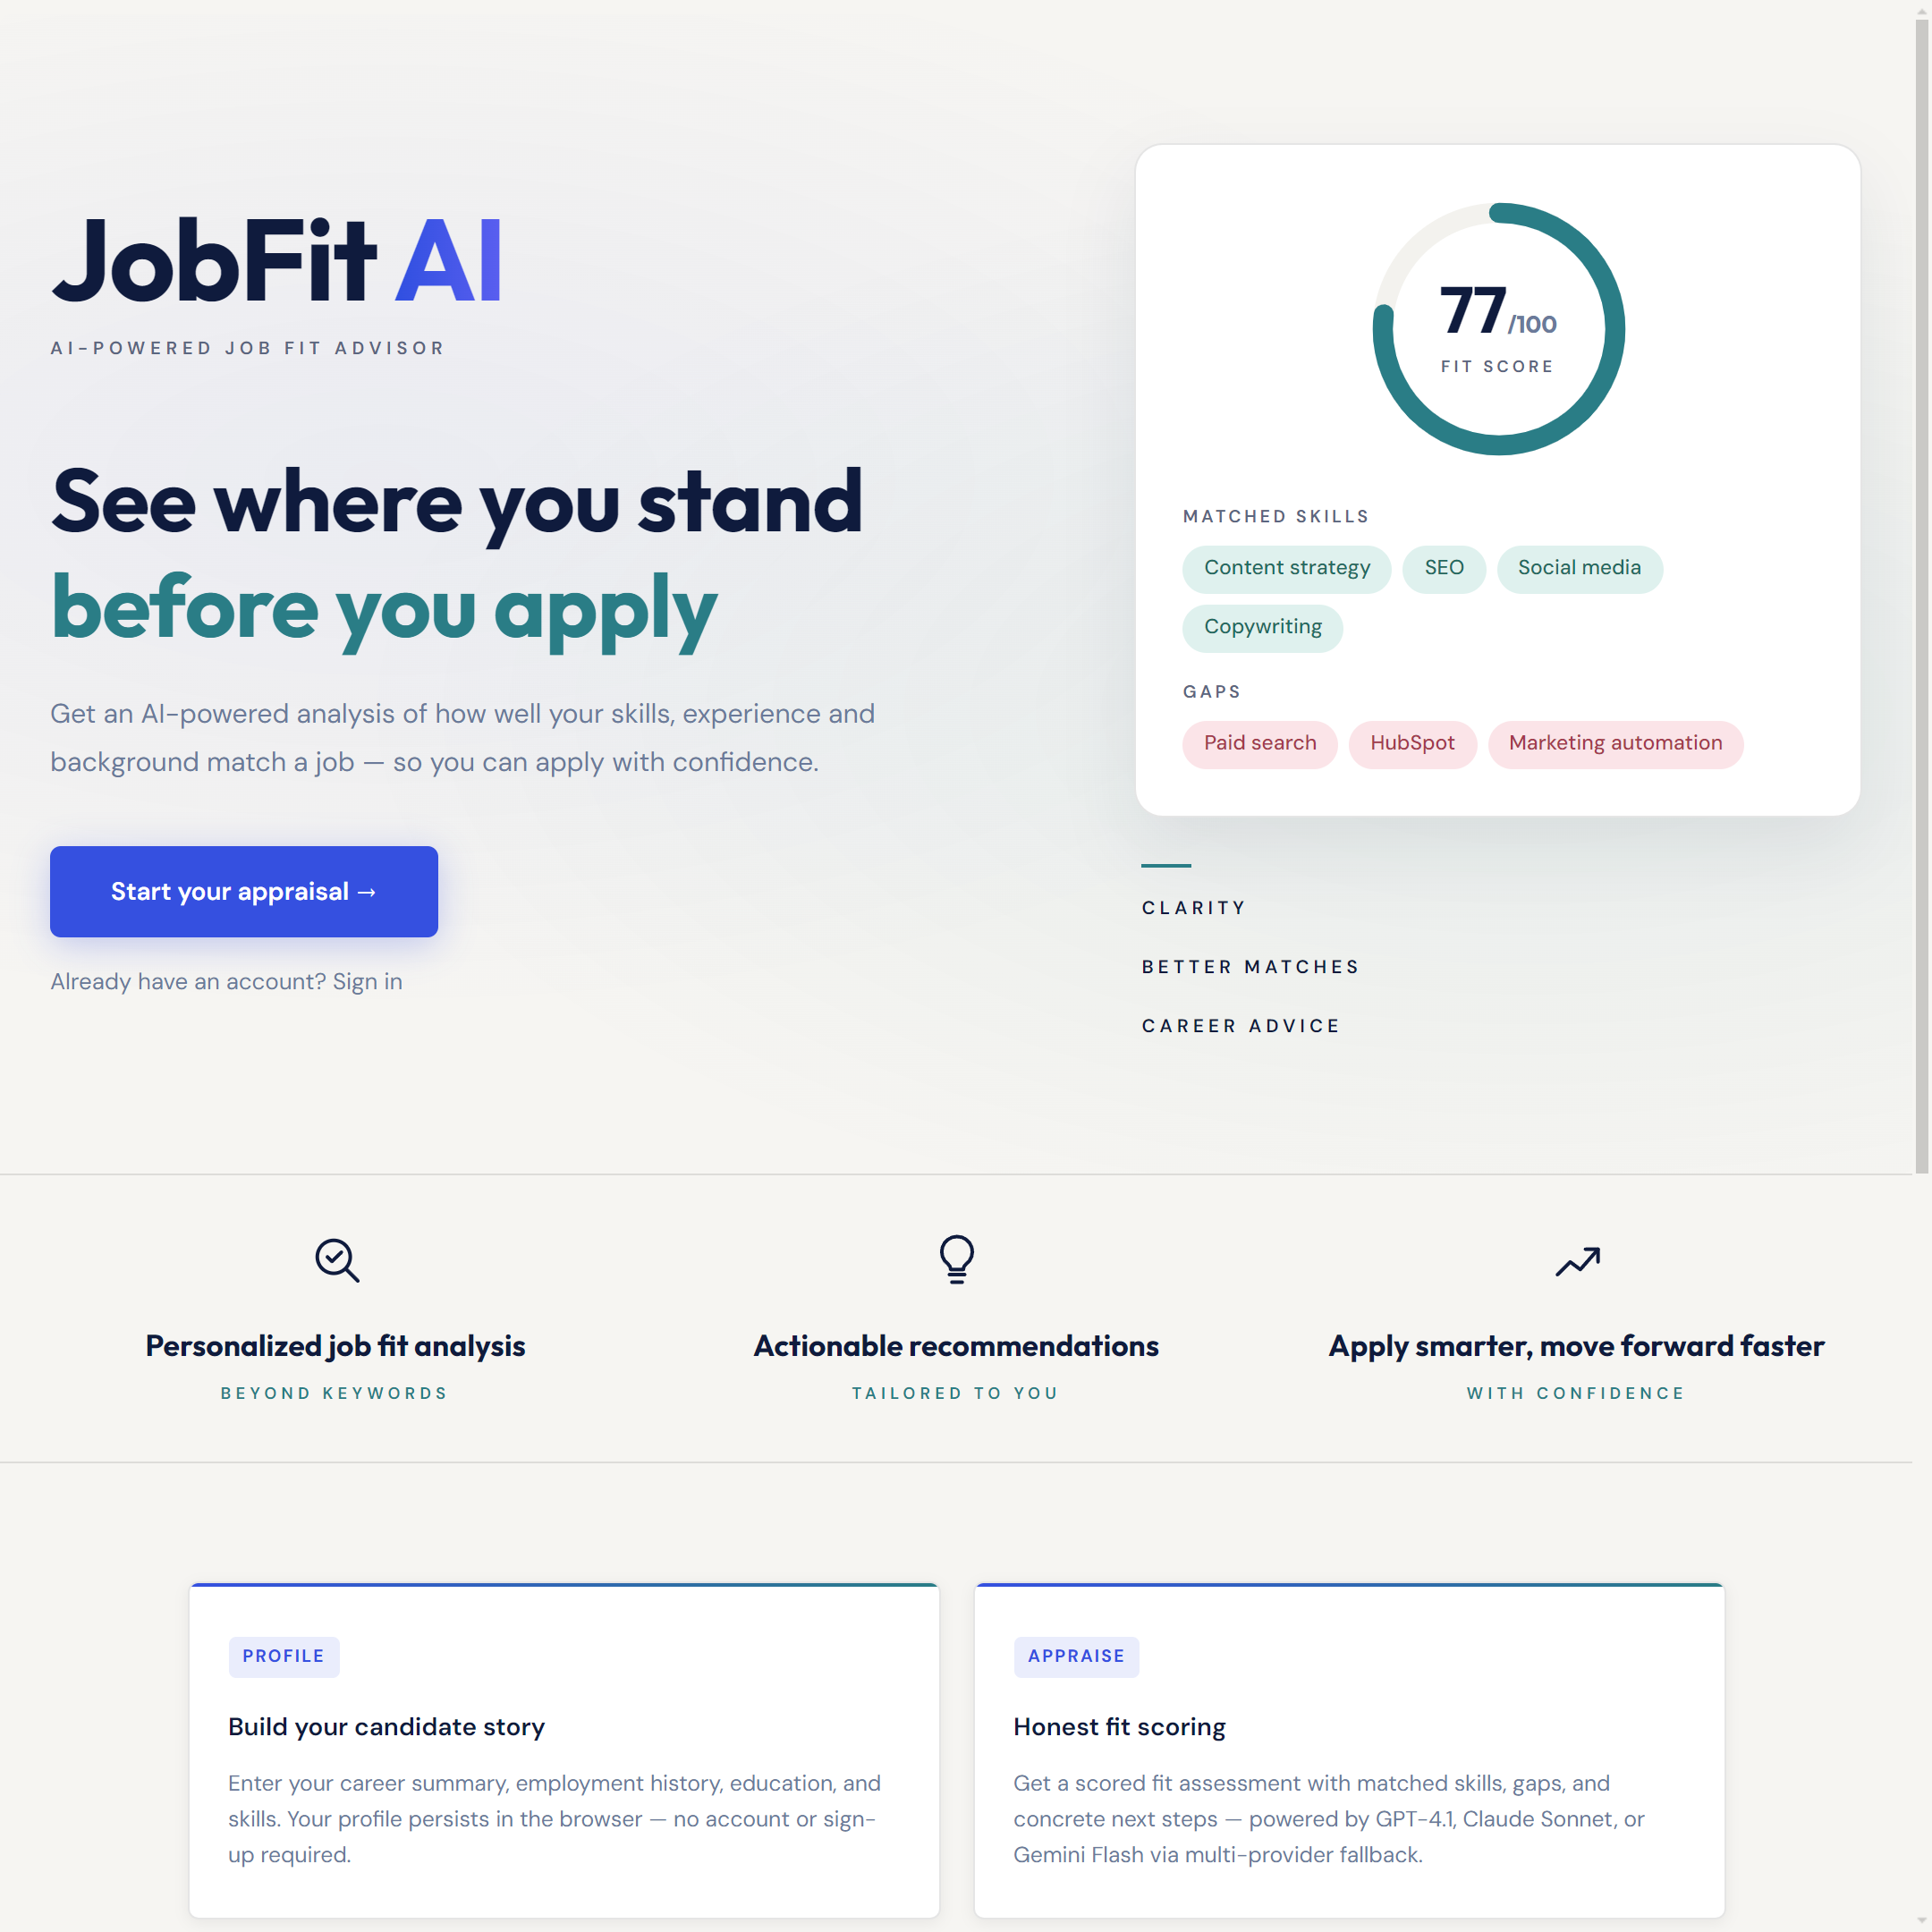 JobFit AI
AI-POWERED JOB FIT ADVISOR
See where you stand
before you apply
Get an AI-powered analysis of how well your skills, experience and
background match a job — so you can apply with confidence.
Start your appraisal →
Already have an account? Sign in
77/100
FIT SCORE
MATCHED SKILLS
Content strategy SEO Social media
Copywriting
GAPS
Paid search HubSpot Marketing automation
CLARITY
BETTER MATCHES
CAREER ADVICE
Personalized job fit analysis
BEYOND KEYWORDS
Actionable recommendations
TAILORED TO YOU
Apply smarter, move forward faster
WITH CONFIDENCE
PROFILE
Build your candidate story
Enter your career summary, employment history, education, and
skills. Your profile persists in the browser — no account or sign-
up required.
APPRAISE
Honest fit scoring
Get a scored fit assessment with matched skills, gaps, and
concrete next steps — powered by GPT-4.1, Claude Sonnet, or
Gemini Flash via multi-provider fallback.